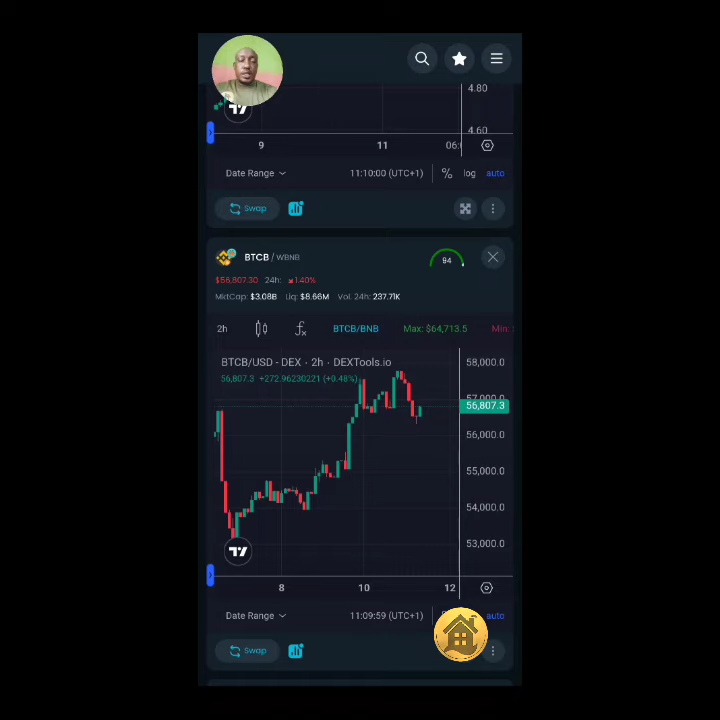 4.80
4.60
9 11 06:
Date Range 11:10:00 (UTC+1) % log auto
Swap
BTCB / WBNB 94
$56,807.30 24h: 1.40%
MktCap: $3.08B Liq: $8.66M Vol. 24h: 237.71K
2h fx BTCB/BNB Max: $64,713.5 Min:
BTCB/USD - DEX · 2h · DEXTools.io
58,000.0
56,807.3 +272.96230221 (+0.48%)
57,000.0
56,807.3
56,000.0
55,000.0
54,000.0
53,000.0
8 10 12
Date Range 11:09:59 (UTC+1) auto
Swap